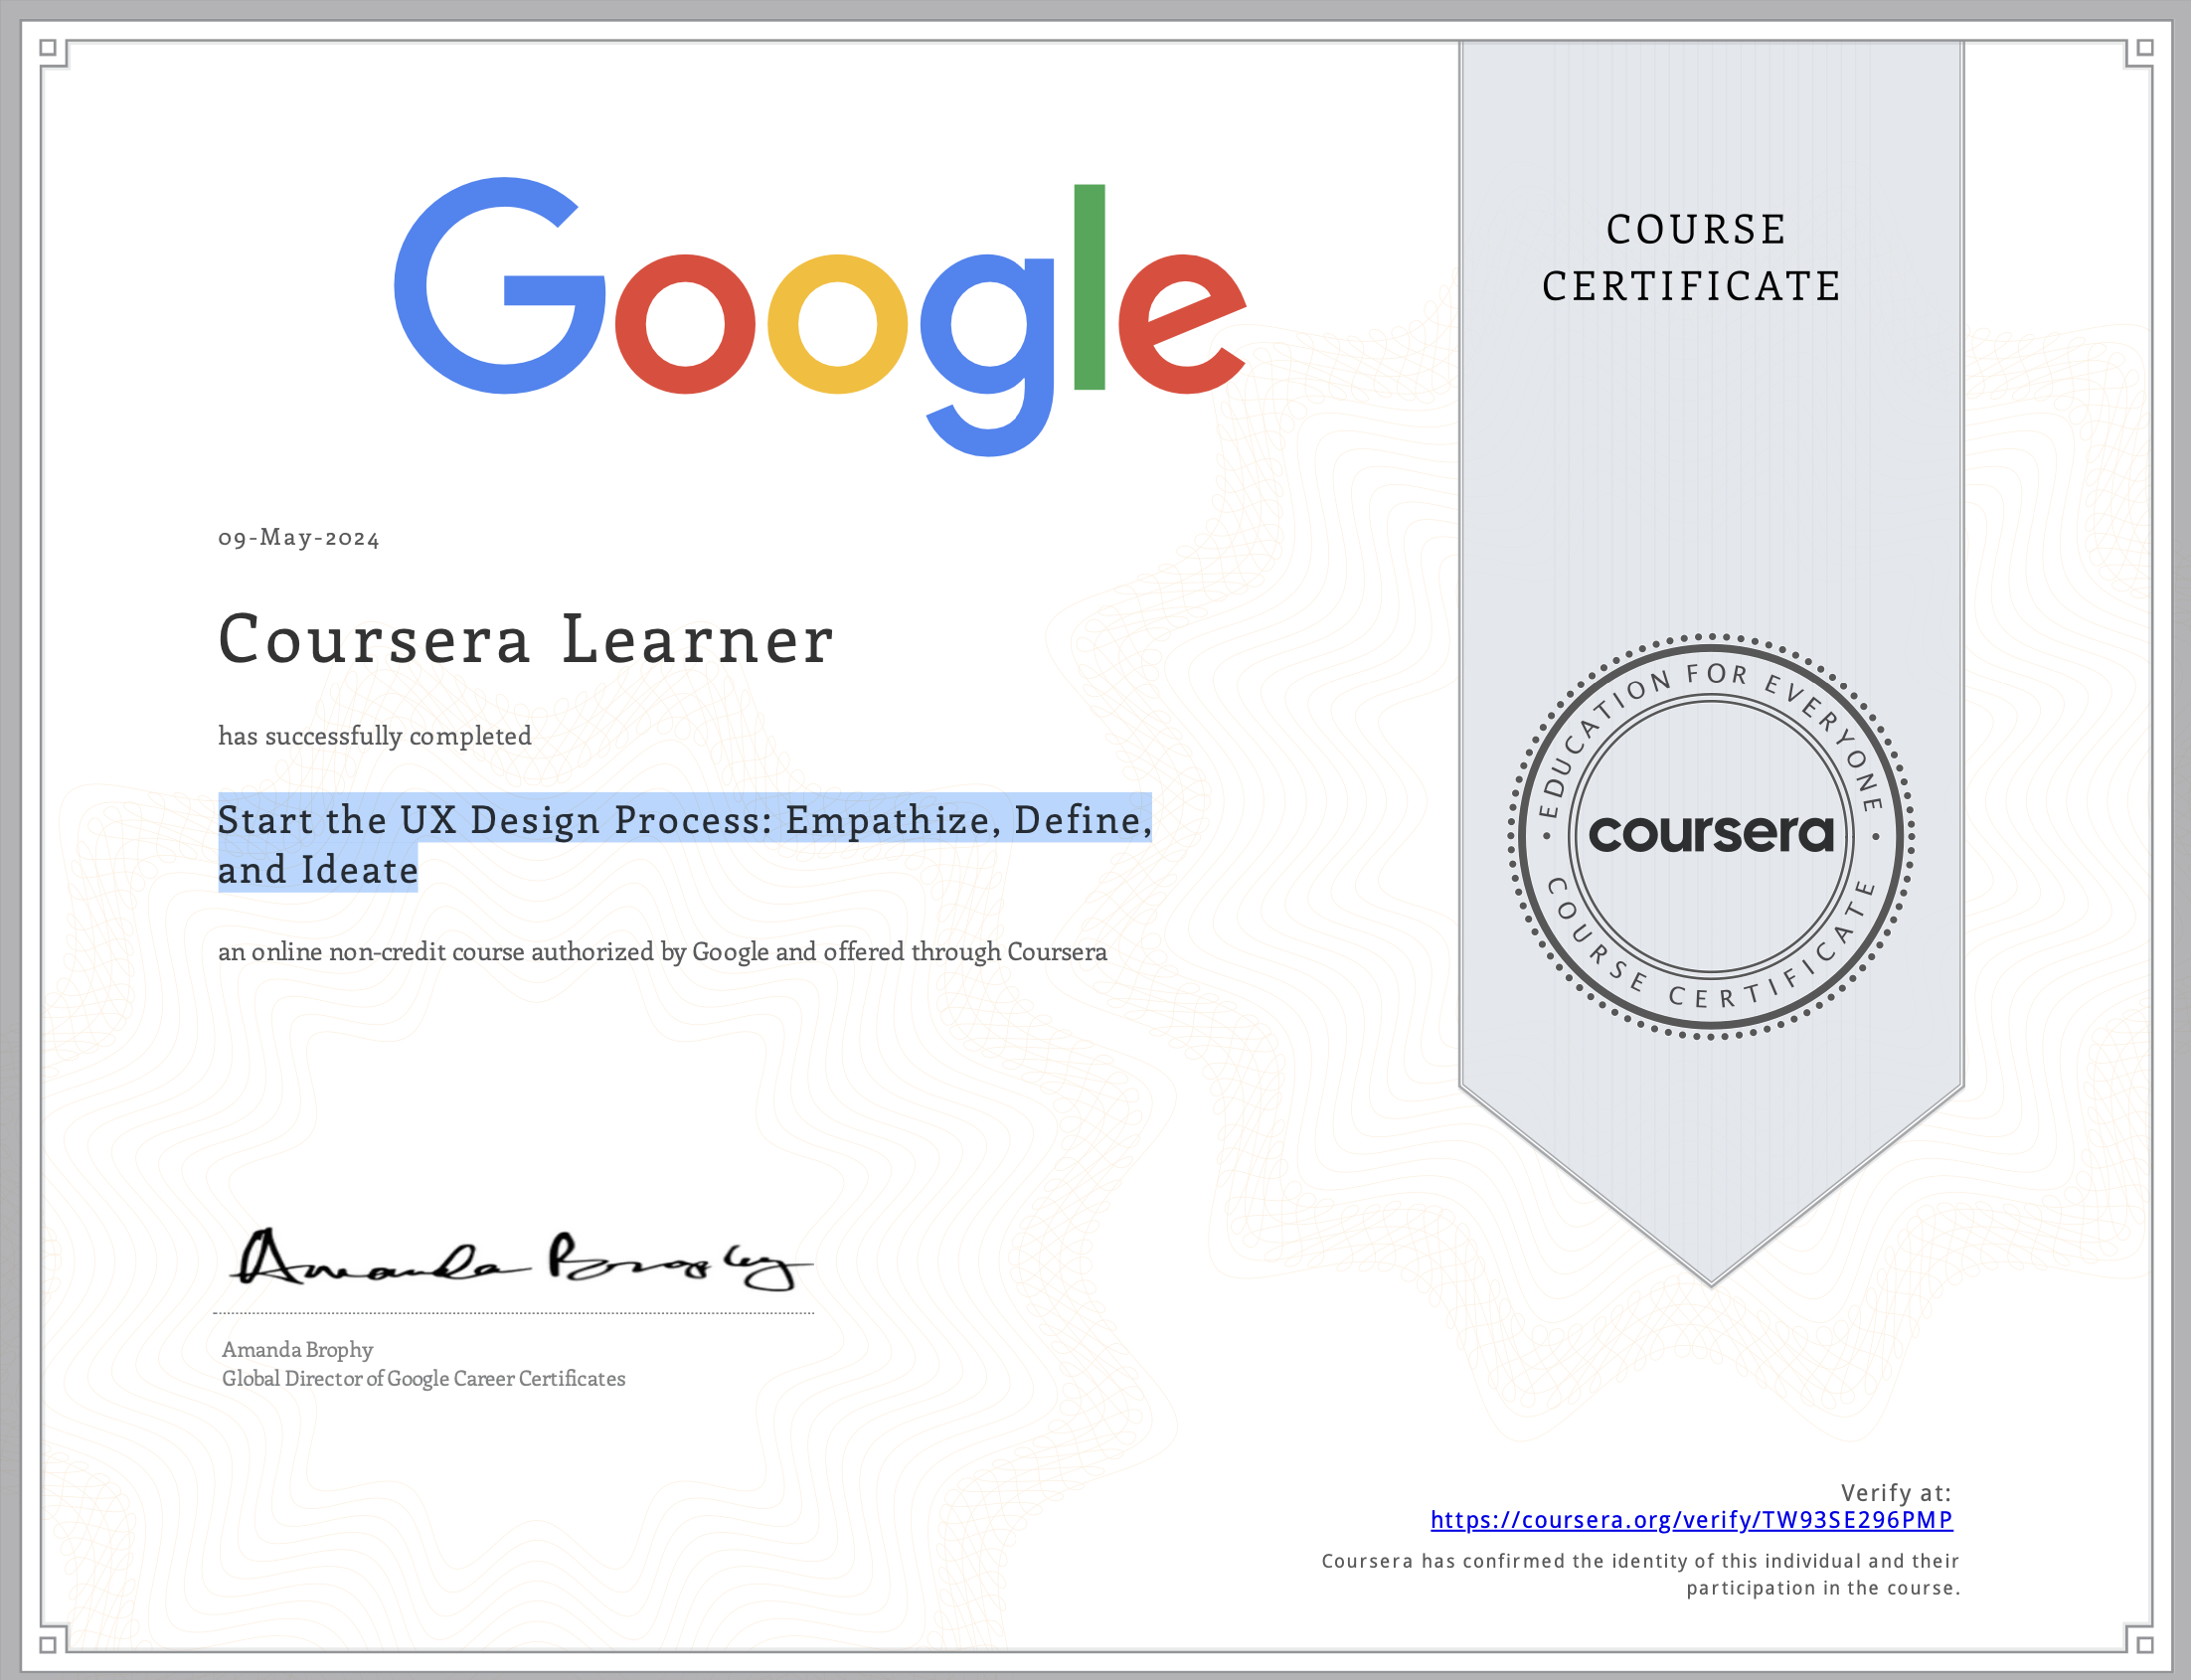 Google
COURSE
CERTIFICATE
09-May-2024
Coursera Learner
has successfully completed
Start the UX Design Process: Empathize, Define,
and Ideate
an online non-credit course authorized by Google and offered through Coursera
EDUCATION FOR EVERYONE
coursera
COURSE CERTIFICATE
Amanda Brophy
Amanda Brophy
Global Director of Google Career Certificates
Verify at:
https://coursera.org/verify/TW93SE296PMP
Coursera has confirmed the identity of this individual and their
participation in the course.